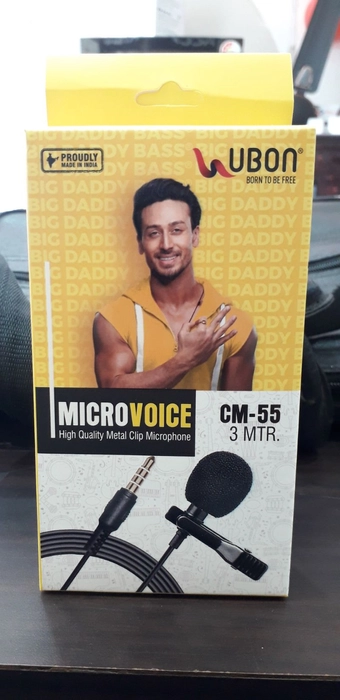 PROUDLY
MADE IN INDIA
UBON®
BORN TO BE FREE
BIG DADDY BASS
MICROVOICE
High Quality Metal Clip Microphone
CM-55
3 MTR.